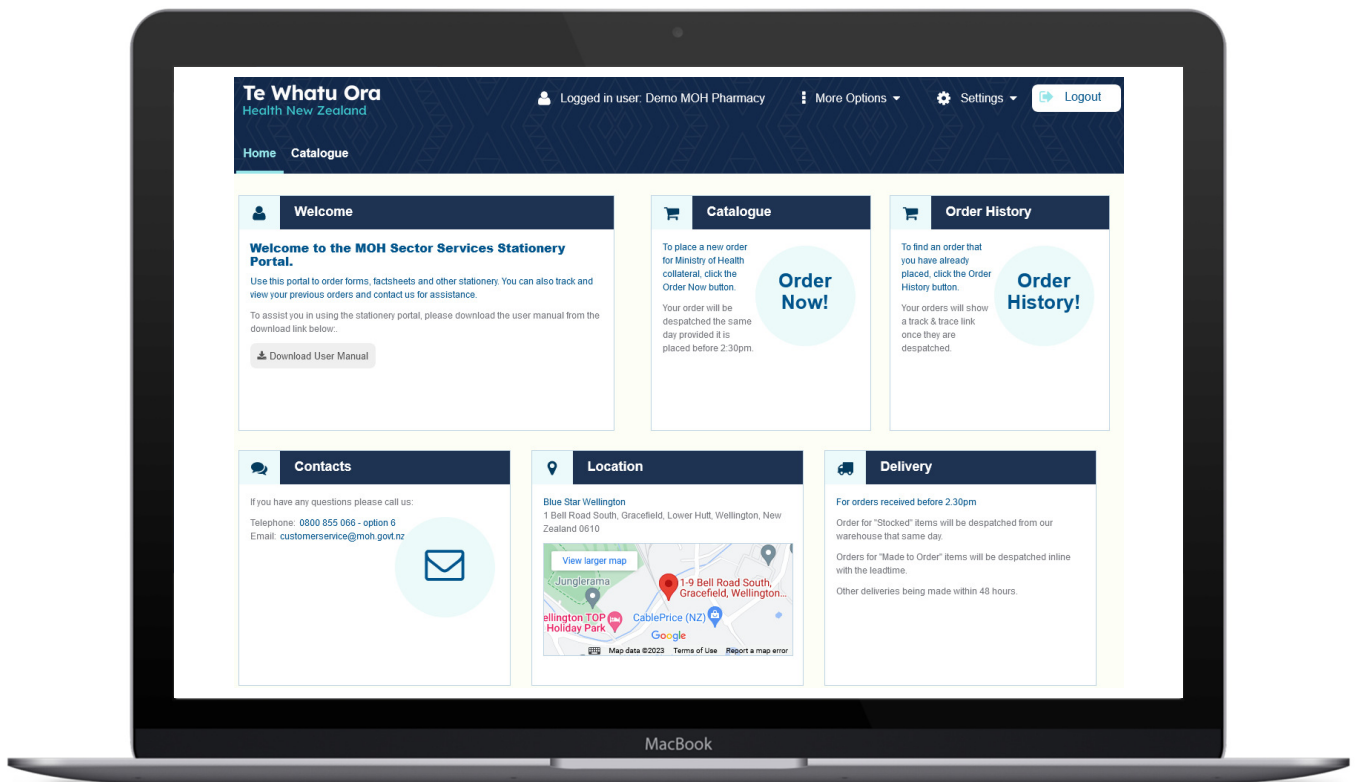 Te Whatu Ora
Health New Zealand
Logged in user: Demo MOH Pharmacy
More Options
Settings
Logout
Home
Catalogue
Welcome
Welcome to the MOH Sector Services Stationery
Portal.
Use this portal to order forms, factsheets and other stationery. You can also track and
view your previous orders and contact us for assistance.
To assist you in using the stationery portal, please download the user manual from the
download link below:.
Download User Manual
Catalogue
To place a new order
for Ministry of Health
collateral, click the
Order Now button.
Your order will be
despatched the same
day provided it is
placed before 2:30pm.
Order
Now!
Order History
To find an order that
you have already
placed, click the Order
History button.
Your orders will show
a track & trace link
once they are
despatched.
Order
History!
Contacts
If you have any questions please call us:
Telephone: 0800 855 066 - option 6
Email: customerservice@moh.govt.nz
Location
Blue Star Wellington
1 Bell Road South, Gracefield, Lower Hutt, Wellington, New
Zealand 0610
View larger map
Junglerama
1-9 Bell Road South,
Gracefield, Wellington...
ellington TOP
Holiday Park
CablePrice (NZ)
Google
Map data ©2023 Terms of Use Report a map error
Delivery
For orders received before 2.30pm
Order for "Stocked" items will be despatched from our
warehouse that same day.
Orders for "Made to Order" items will be despatched inline
with the leadtime.
Other deliveries being made within 48 hours.
MacBook